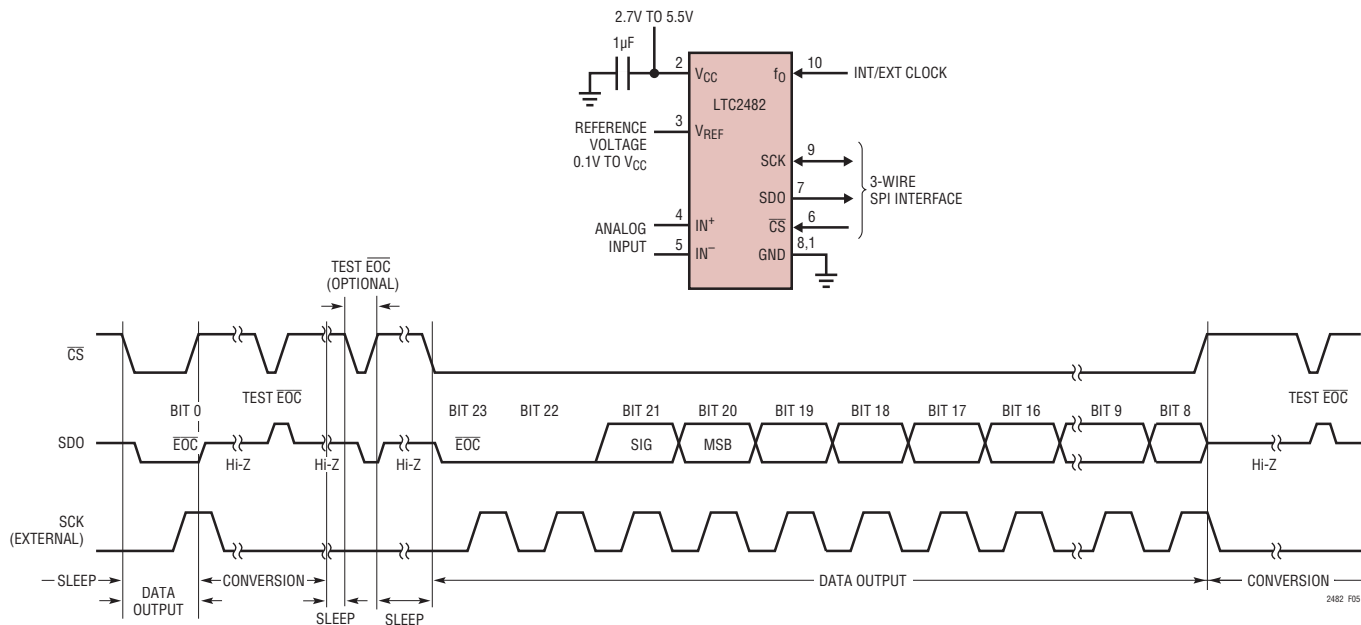 2.7V TO 5.5V
1µF
2
VCC
fO
10
INT/EXT CLOCK
LTC2482
REFERENCE
VOLTAGE
0.1V TO VCC
3
VREF
SCK
9
SDO
7
3-WIRE
SPI INTERFACE
ANALOG
INPUT
4
IN+
CS
6
5
IN–
GND
8,1
TEST EOC
(OPTIONAL)
CS
BIT 0
TEST EOC
BIT 23
BIT 22
BIT 21
BIT 20
BIT 19
BIT 18
BIT 17
BIT 16
BIT 9
BIT 8
TEST EOC
SDO
EOC
Hi-Z
Hi-Z
Hi-Z
EOC
SIG
MSB
Hi-Z
SCK
(EXTERNAL)
SLEEP
DATA
OUTPUT
CONVERSION
SLEEP
SLEEP
DATA OUTPUT
CONVERSION
2482 F05